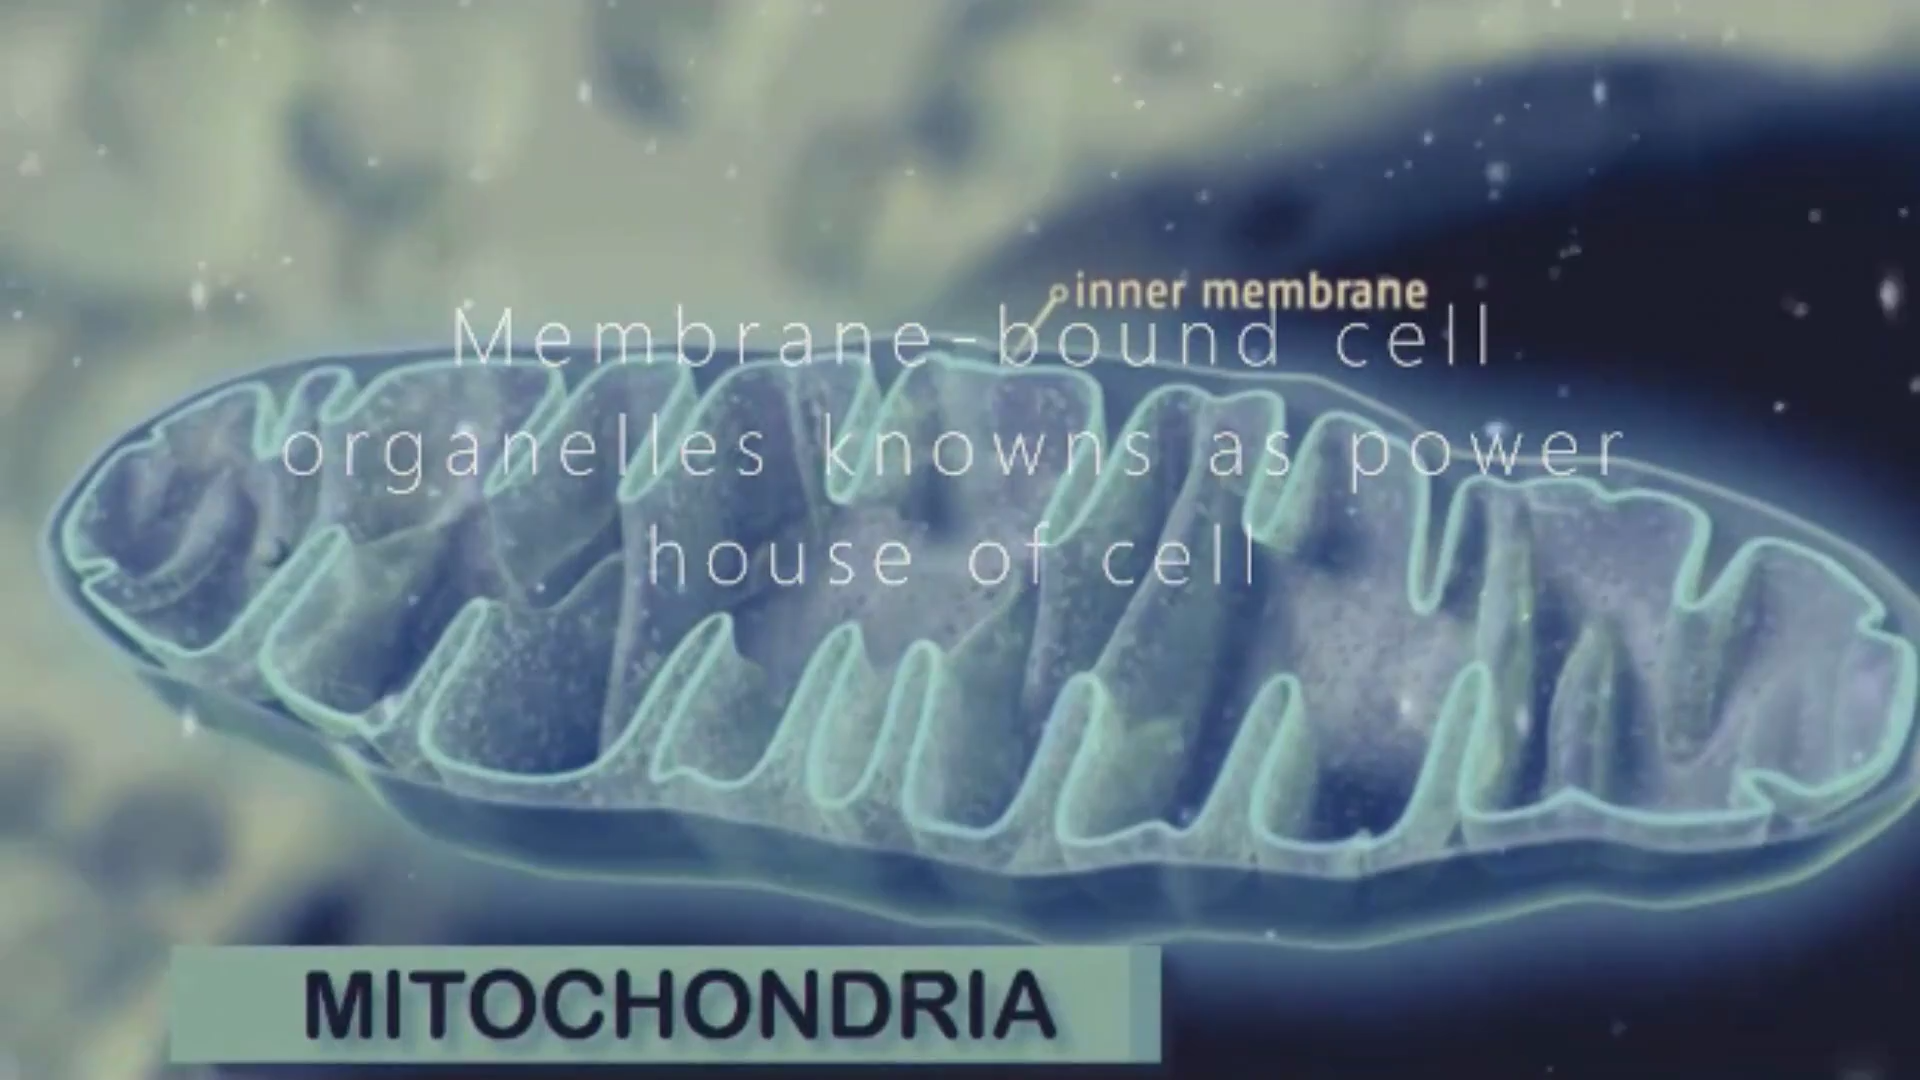 inner membrane
Membrane-bound cell
organelles knowns as power
house of cell
MITOCHONDRIA